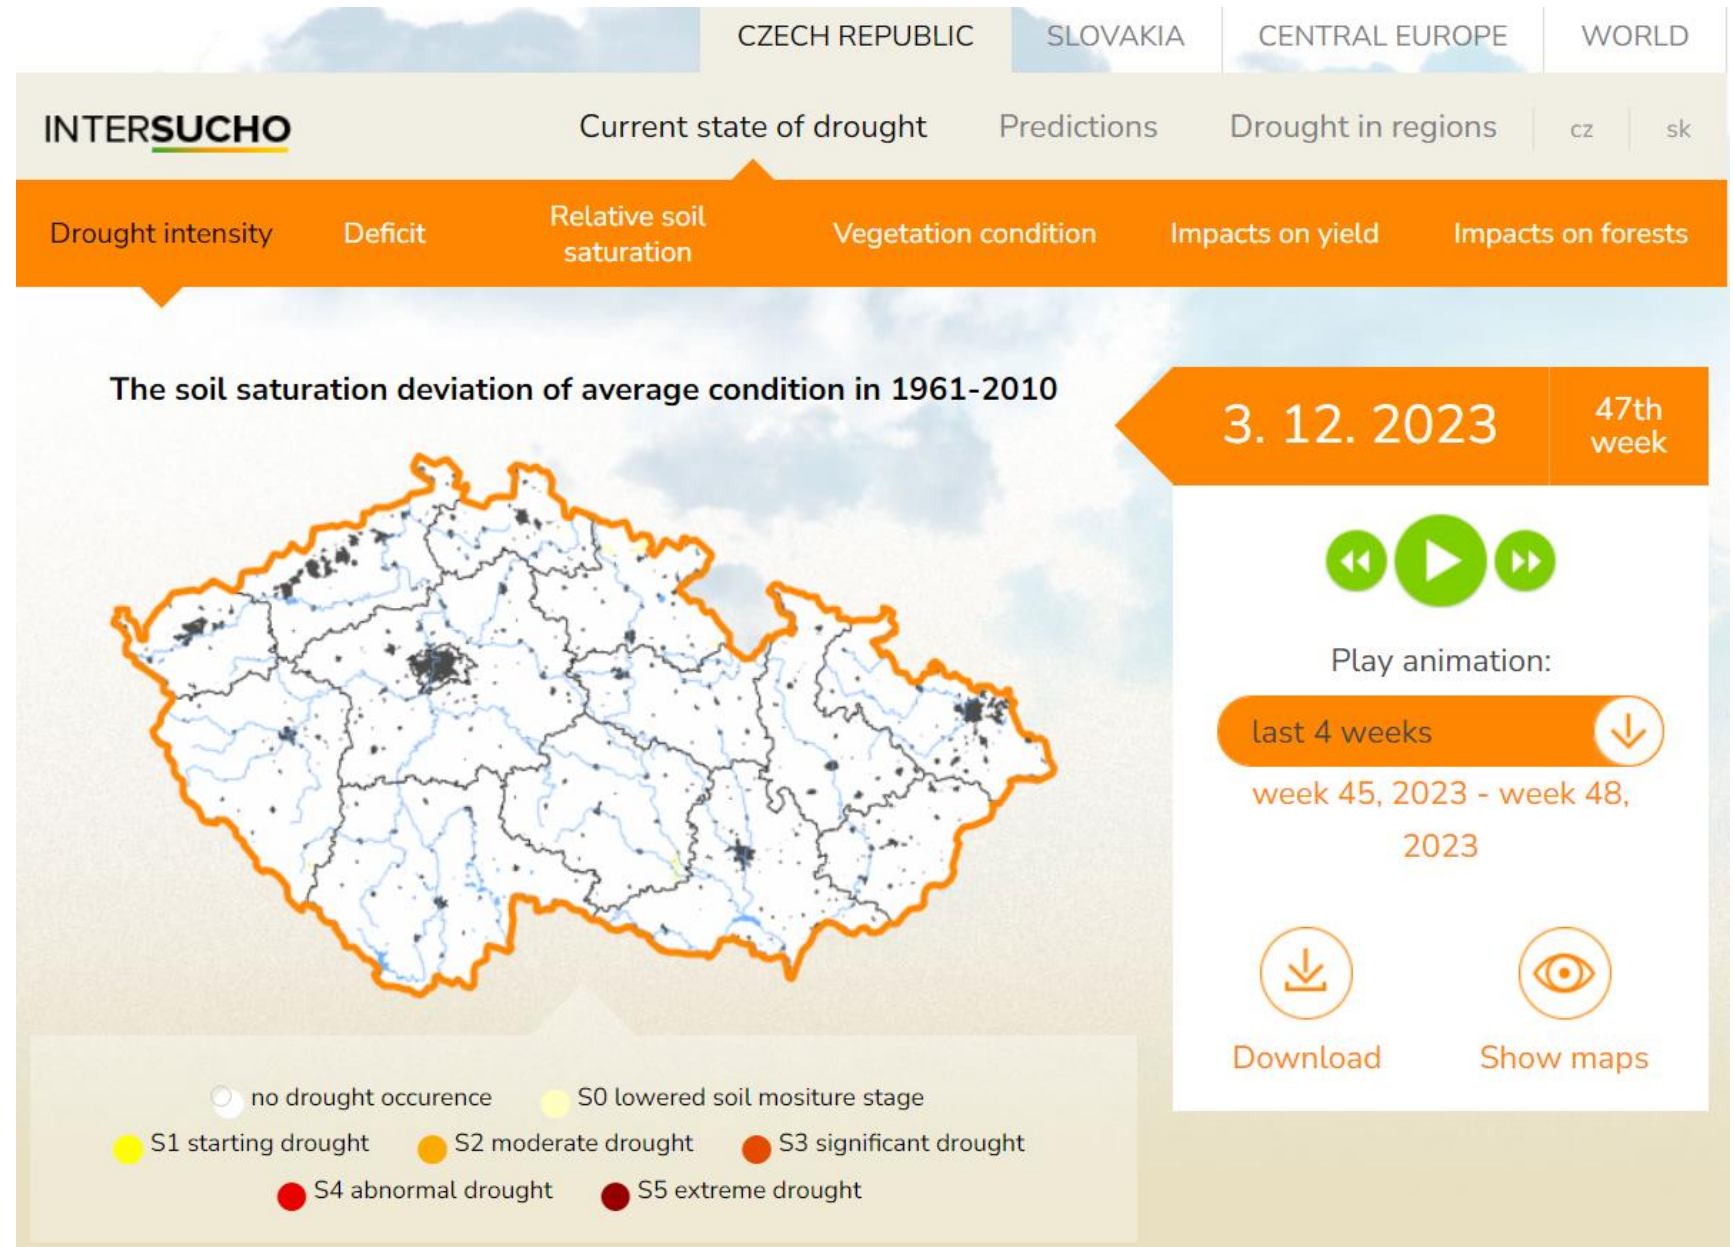 CZECH REPUBLIC SLOVAKIA CENTRAL EUROPE WORLD
INTERSUCHO Current state of drought Predictions Drought in regions cz sk
Drought intensity Deficit Relative soil saturation Vegetation condition Impacts on yield Impacts on forests
The soil saturation deviation of average condition in 1961-2010
3. 12. 2023 47th week
Play animation:
last 4 weeks
week 45, 2023 - week 48,
2023
Download Show maps
no drought occurence S0 lowered soil mositure stage
S1 starting drought S2 moderate drought S3 significant drought
S4 abnormal drought S5 extreme drought